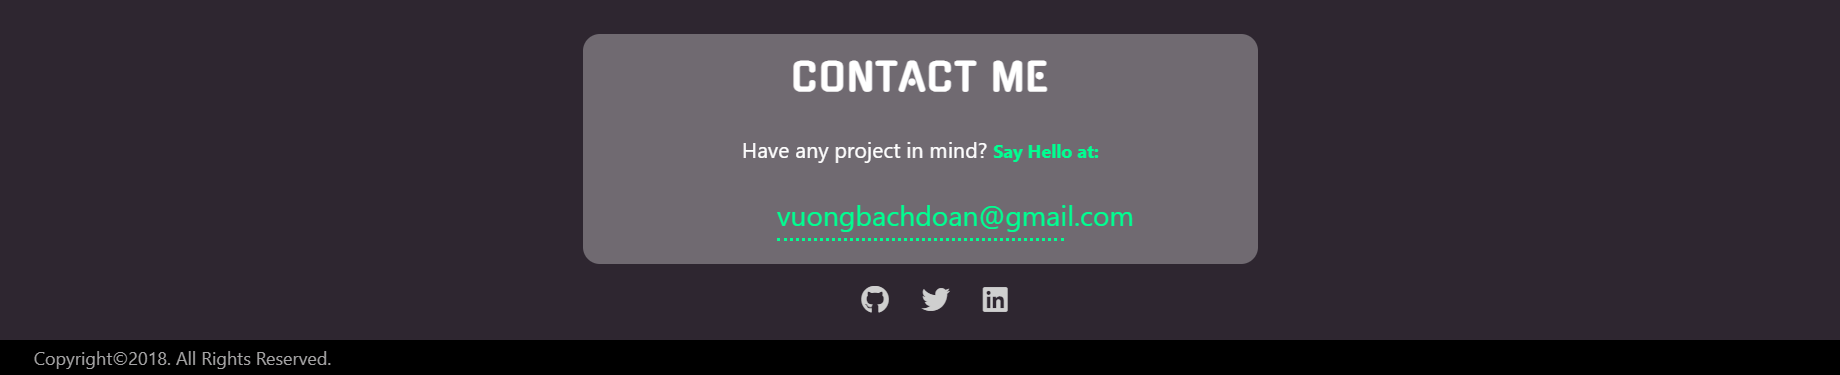 CONTACT ME
Have any project in mind? Say Hello at:
vuongbachdoan@gmail.com
Copyright©2018. All Rights Reserved.